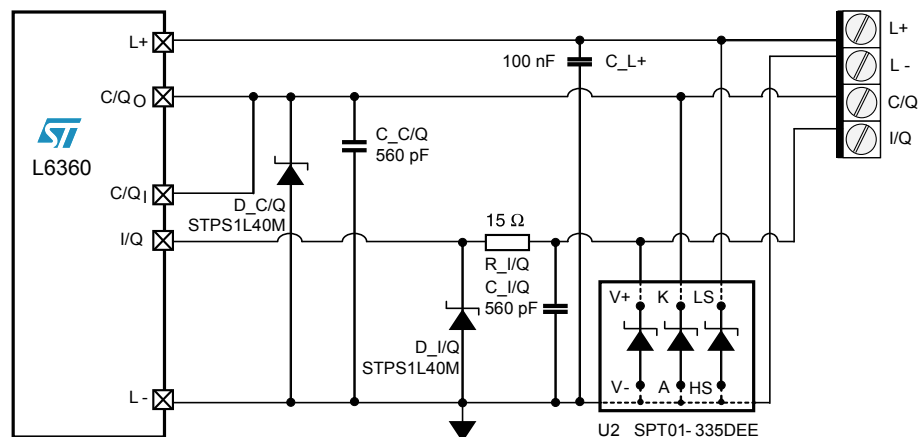 L+
L+
100 nF
C_L+
L -
C/QO
C/Q
ST
C_C/Q
560 pF
I/Q
L6360
C/QI
D_C/Q
STPS1L40M
I/Q
15 Ω
R_I/Q
C_I/Q
560 pF
V+ K LS
D_I/Q
STPS1L40M
V- A HS
L -
U2 SPT01- 335DEE